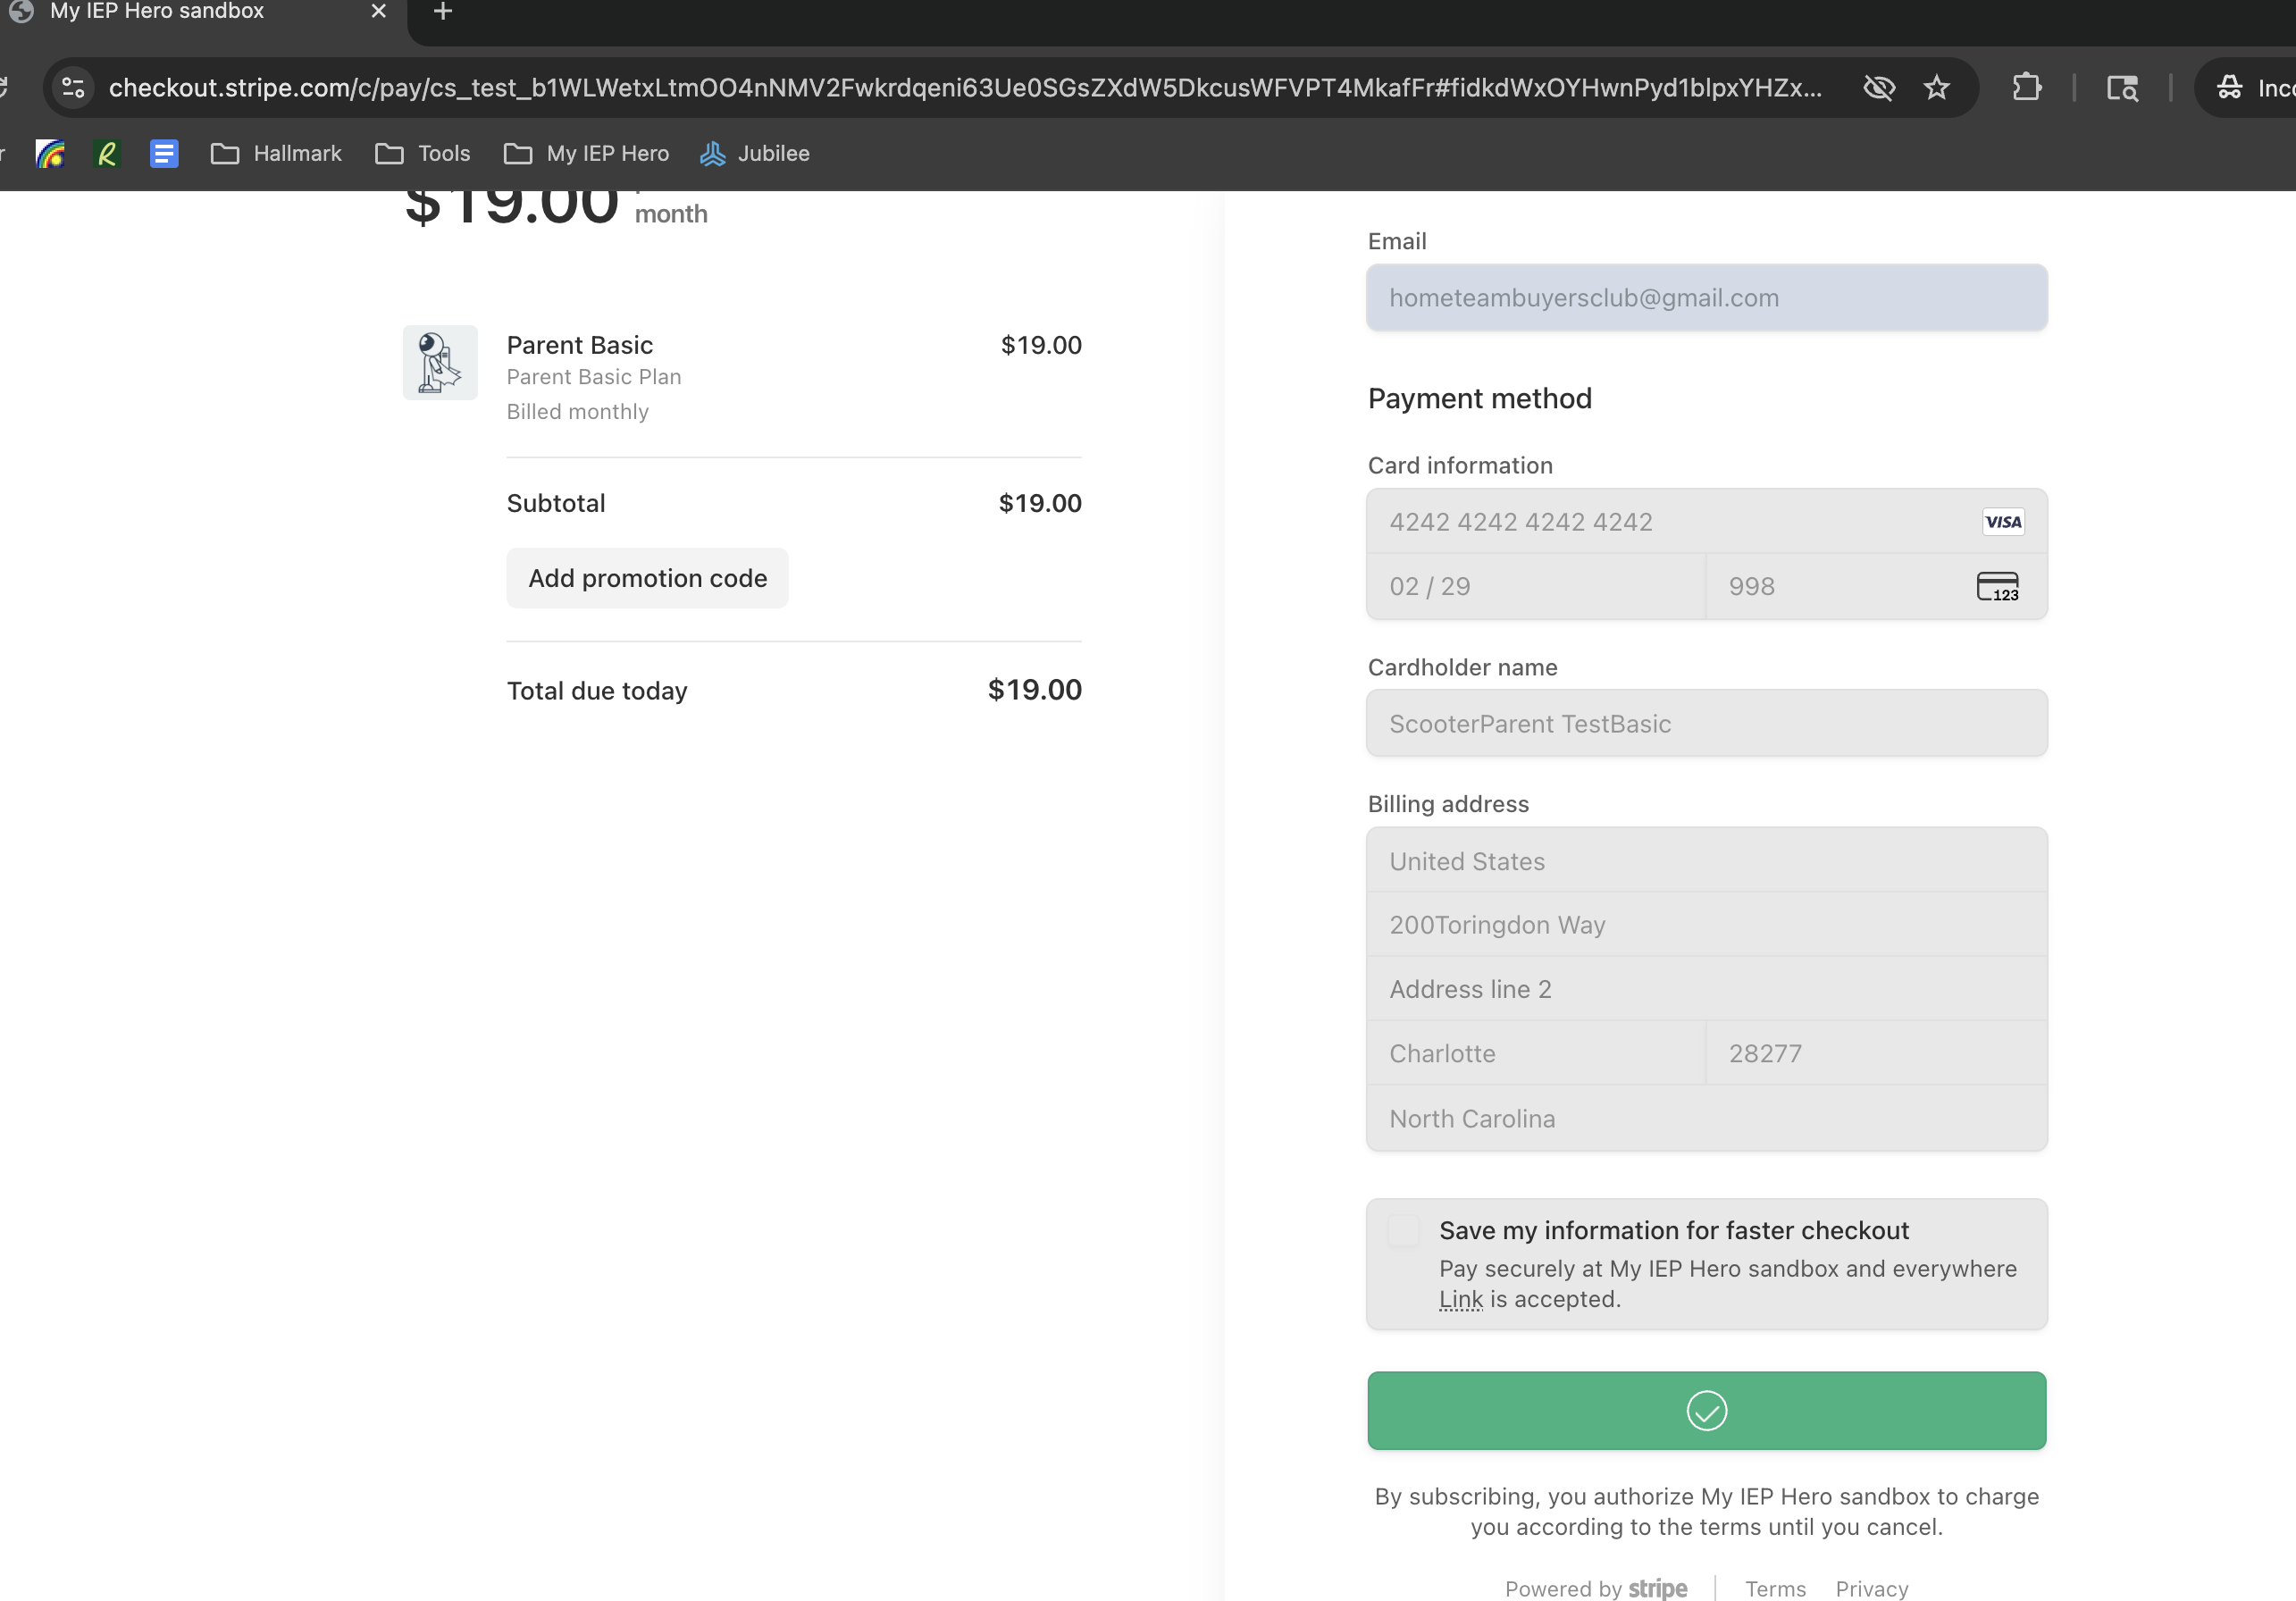 My IEP Hero sandbox
checkout.stripe.com/c/pay/cs_test_b1WLWetxLtmOO4nNMV2Fwkrdqeni63Ue0SGsZXdW5DkcusWFVPT4MkafFr#fidkdWxOYHwnPyd1blpxYHZx...
Hallmark
Tools
My IEP Hero
Jubilee
$19.00
month
Parent Basic
$19.00
Parent Basic Plan
Billed monthly
Subtotal
$19.00
Add promotion code
Total due today
$19.00
Email
hometeambuyersclub@gmail.com
Payment method
Card information
4242 4242 4242 4242
VISA
02 / 29
998
123
Cardholder name
ScooterParent TestBasic
Billing address
United States
200Toringdon Way
Address line 2
Charlotte
28277
North Carolina
Save my information for faster checkout
Pay securely at My IEP Hero sandbox and everywhere
Link is accepted.
By subscribing, you authorize My IEP Hero sandbox to charge
you according to the terms until you cancel.
Powered by stripe
Terms
Privacy